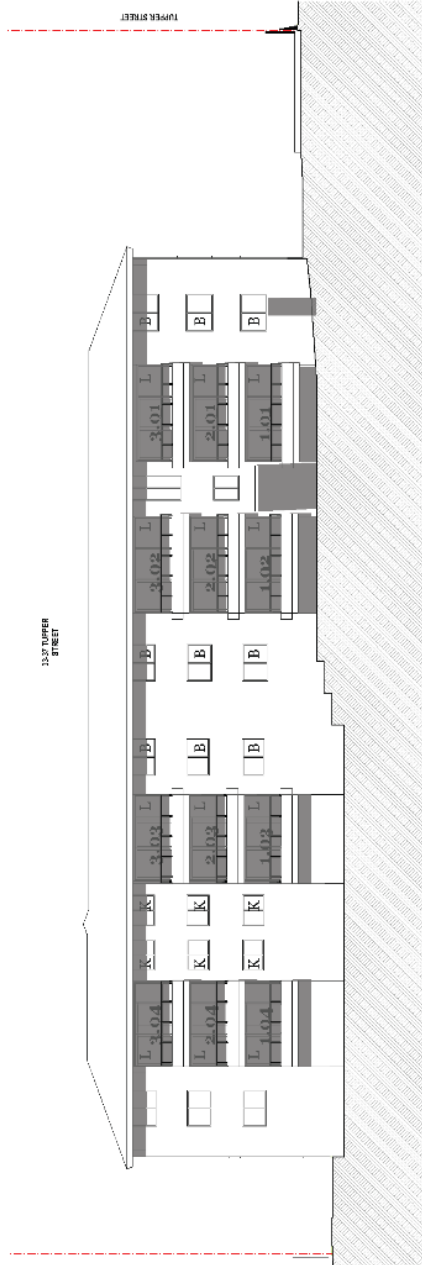 TUPPER STREET
13-37 TUPPER
STREET
L 3.04 K K 3.03 L B B 3.02 L 3.01 L B
L 2.04 K K 2.03 L B B 2.02 L 2.01 L B
L 1.04 K K 1.03 L B B 1.02 L 1.01 L B